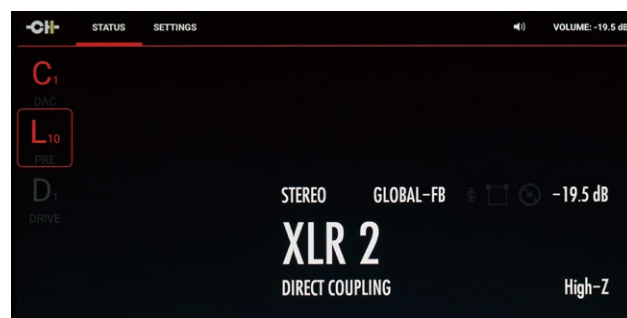 CH STATUS SETTINGS VOLUME: -19.5 dB
C1
DAC
L10
PRE
D1
DRIVE
STEREO GLOBAL-FB -19.5 dB
XLR 2
DIRECT COUPLING High-Z